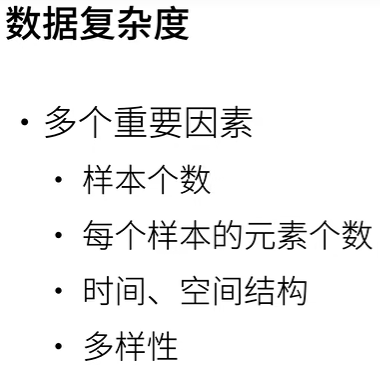 数据复杂度
• 多个重要因素
• 样本个数
• 每个样本的元素个数
• 时间、空间结构
• 多样性